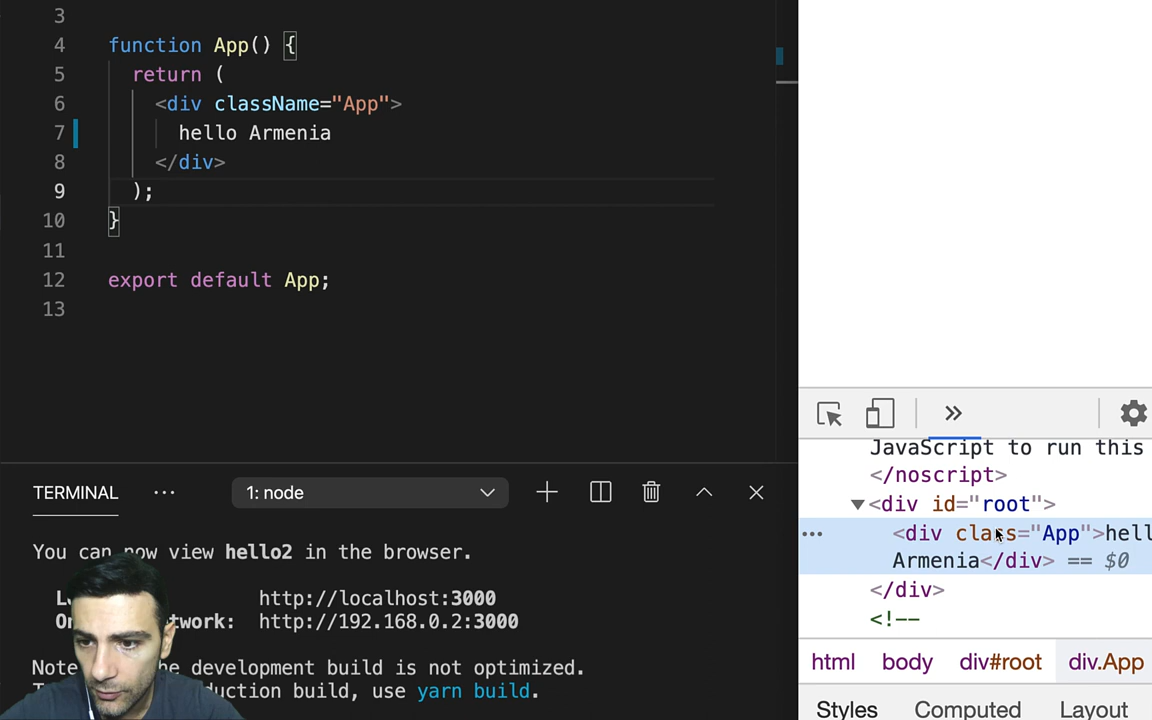 3
4 function App() {
5 return (
6 <div className="App">
7 hello Armenia
8 </div>
9 );
10 }
11
12 export default App;
13
TERMINAL ··· 1: node
You can now view hello2 in the browser.
http://localhost:3000
http://192.168.0.2:3000
Note development build is not optimized.
build, use yarn build.
JavaScript to run this
</noscript>
<div id="root">
··· <div class="App">hell
Armenia</div> == $0
</div>
<!--
html body div#root div.App
Styles Computed Layout